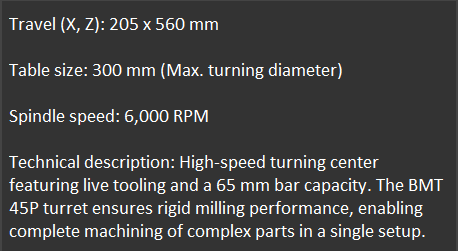 Travel (X, Z): 205 x 560 mm
Table size: 300 mm (Max. turning diameter)
Spindle speed: 6,000 RPM
Technical description: High-speed turning center
featuring live tooling and a 65 mm bar capacity. The BMT
45P turret ensures rigid milling performance, enabling
complete machining of complex parts in a single setup.